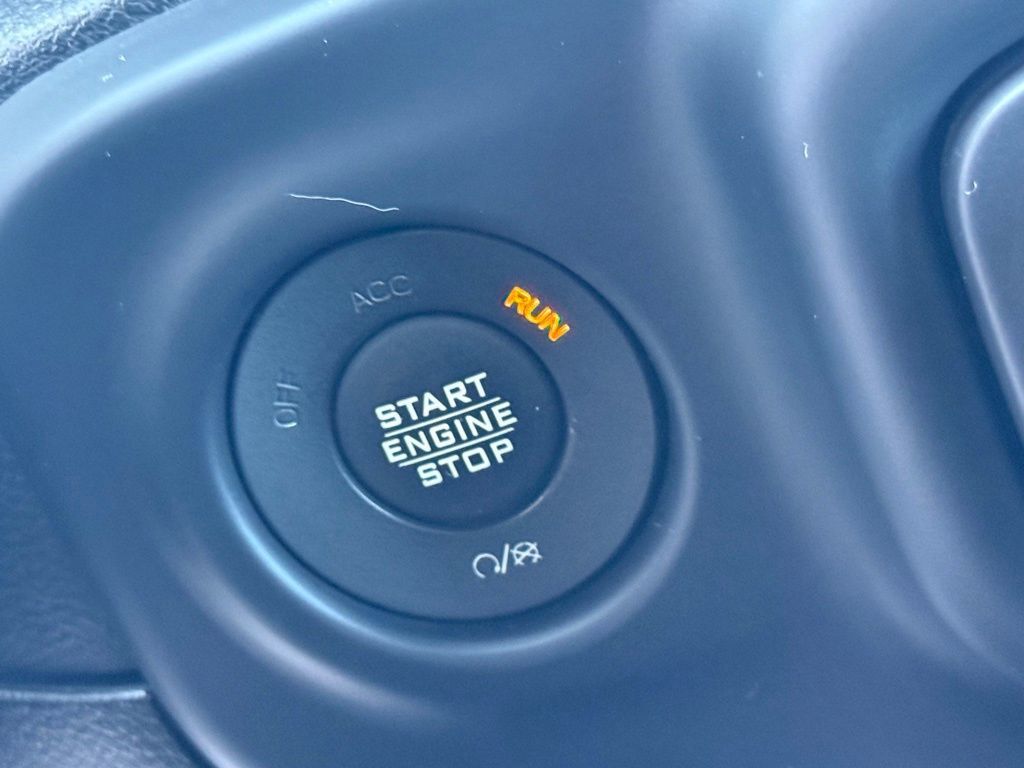 ACC
RUN
OFF
START
ENGINE
STOP